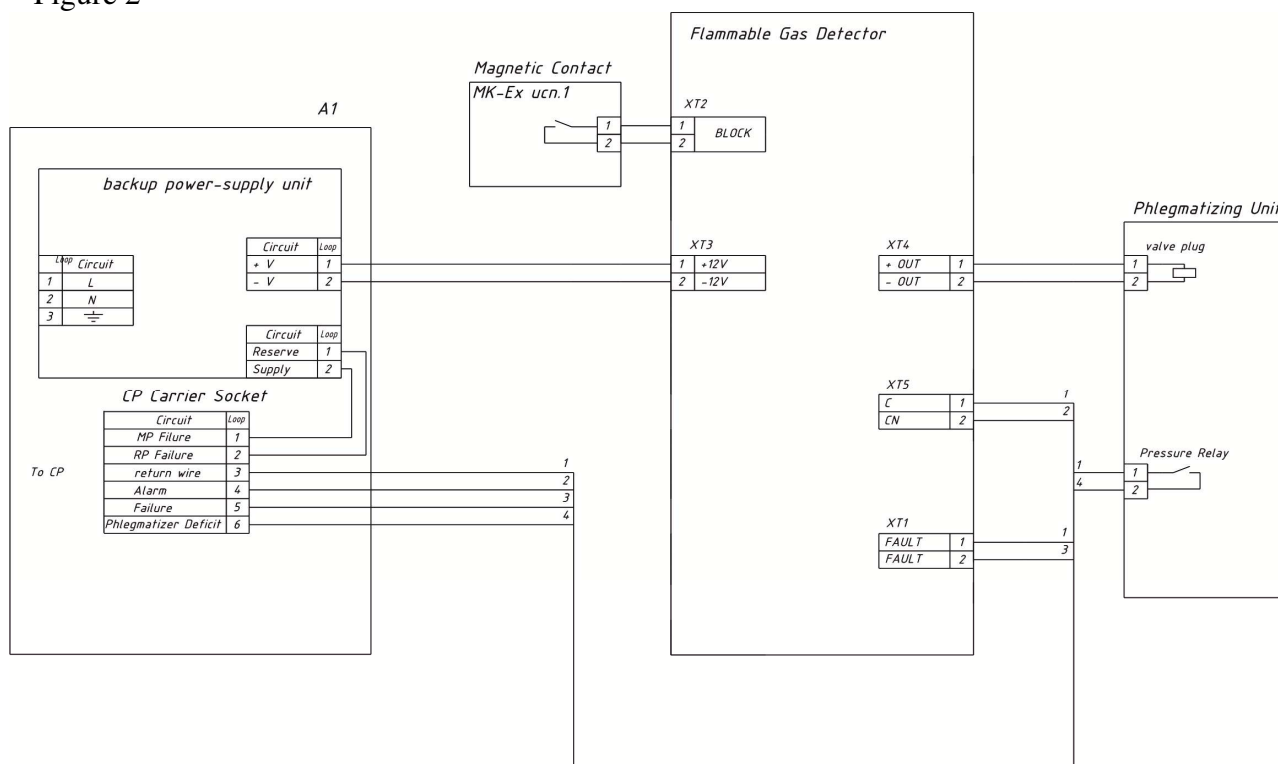 Figure 2
Flammable Gas Detector
Magnetic Contact
MK-Ex ucn.1
XT2
A1
1 1 BLOCK
2 2
backup power-supply unit
Phlegmatizing Unit
Circuit Loop
XT3 XT4 valve plug
Loop Circuit
+ V 1
1 +12V
+ OUT 1
1
1 L
- V 2
2 -12V
- OUT 2
2
2 N
3
Circuit Loop
Reserve 1
Supply 2
XT5
CP Carrier Socket
C 1 1
CN 2 2
Circuit Loop
MP Filure 1
RP Failure 2
Pressure Relay
To CP
return wire 3 1
1 1
Alarm 4 2
4 2
Failure 5 3
Phlegmatizer Deficit 6 4
XT1
FAULT 1 1
FAULT 2 3